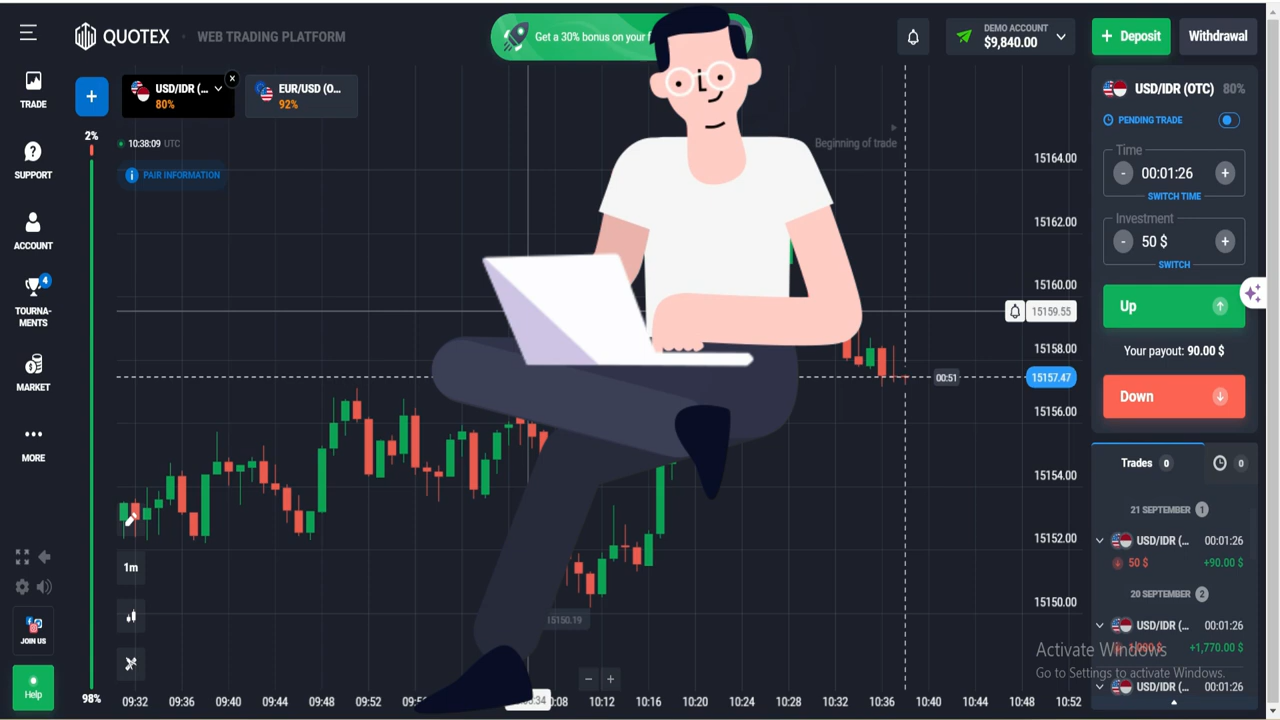 QUOTEX
WEB TRADING PLATFORM
Get a 30% bonus on your
DEMO ACCOUNT
$9,840.00
+ Deposit
Withdrawal
TRADE
SUPPORT
ACCOUNT
4
TOURNA-
MENTS
MARKET
MORE
JOIN US
Help
+
USD/IDR (...
80%
EUR/USD (O...
92%
2%
98%
10:38:09 UTC
PAIR INFORMATION
Beginning of trade
15164.00
15162.00
15160.00
15159.55
15158.00
00:51
15157.47
15156.00
15154.00
15152.00
15150.00
15150.19
1m
- +
09:32
09:36
09:40
09:44
09:48
09:52
09:56
10:12
10:16
10:20
10:24
10:28
10:32
10:36
10:40
10:44
10:48
10:52
USD/IDR (OTC) 80%
PENDING TRADE
Time
- 00:01:26 +
SWITCH TIME
Investment
- 50 $ +
SWITCH
Up
Your payout: 90.00 $
Down
Trades 0
0
21 SEPTEMBER 1
USD/IDR (... 00:01:26
50 $ +90.00 $
20 SEPTEMBER 2
USD/IDR (... 00:01:26
+1,770.00 $
USD/IDR (... 00:01:26
Activate Windows
Go to Settings to activate Windows.